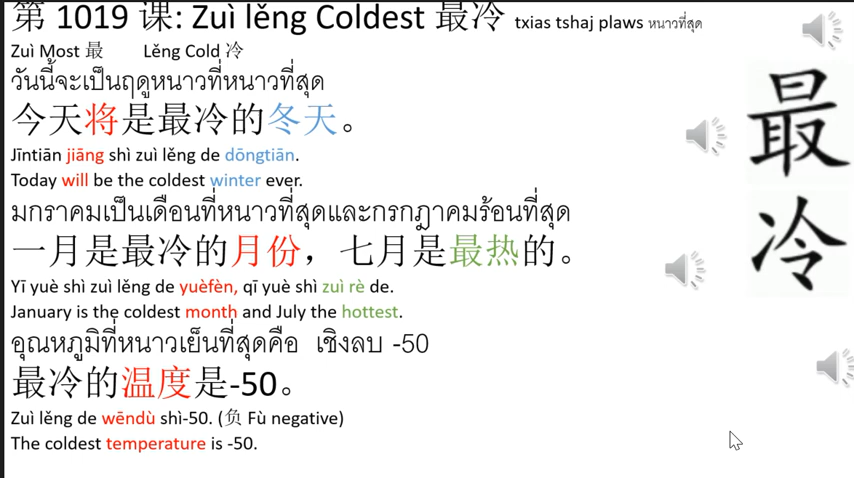 第 1019 课: Zuì lěng Coldest 最冷 txias tshaj plaws หนาวที่สุด
Zuì Most 最 Lěng Cold 冷
วันนี้จะเป็นฤดูหนาวที่หนาวที่สุด
今天将是最冷的冬天。
Jīntiān jiāng shì zuì lěng de dōngtiān.
Today will be the coldest winter ever.
มกราคมเป็นเดือนที่หนาวที่สุดและกรกฎาคมร้อนที่สุด
一月是最冷的月份，七月是最热的。
Yī yuè shì zuì lěng de yuèfèn, qī yuè shì zuì rè de.
January is the coldest month and July the hottest.
อุณหภูมิที่หนาวเย็นที่สุดคือ เชิงลบ -50
最冷的温度是-50。
Zuì lěng de wēndù shì-50. (负 Fù negative)
The coldest temperature is -50.
最
冷